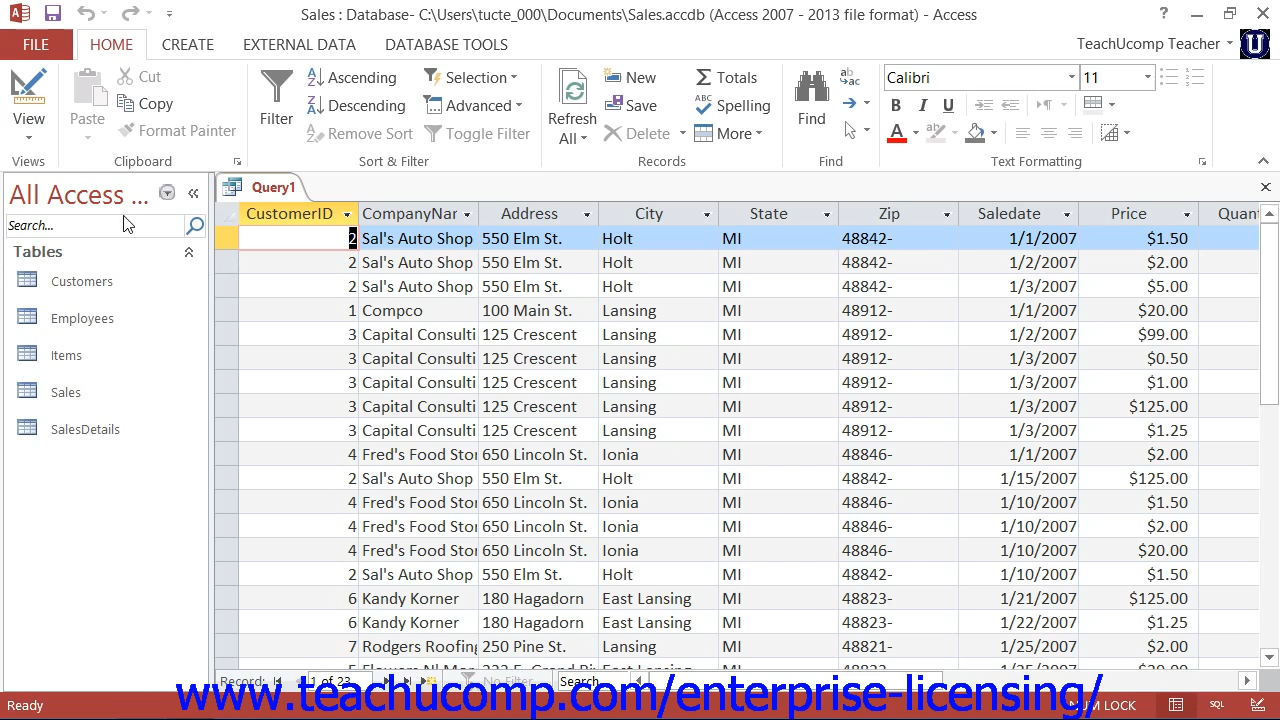 Sales : Database- C:\Users\tucte_000\Documents\Sales.accdb (Access 2007 - 2013 file format) - Access
FILE HOME CREATE EXTERNAL DATA DATABASE TOOLS TeachUcomp Teacher U
View Paste Cut Copy Format Painter Filter Ascending Descending Remove Sort Selection Advanced Toggle Filter Refresh All New Save Delete Totals Spelling More Find Calibri 11
Views Clipboard Sort & Filter Records Find Text Formatting
All Access ...
Search...
Tables
Customers
Employees
Items
Sales
SalesDetails
Query1
CustomerID CompanyNar Address City State Zip Saledate Price Quant
2 Sal's Auto Shop 550 Elm St. Holt MI 48842- 1/1/2007 $1.50
2 Sal's Auto Shop 550 Elm St. Holt MI 48842- 1/2/2007 $2.00
2 Sal's Auto Shop 550 Elm St. Holt MI 48842- 1/3/2007 $5.00
1 Compco 100 Main St. Lansing MI 48912- 1/1/2007 $20.00
3 Capital Consulti 125 Crescent Lansing MI 48912- 1/2/2007 $99.00
3 Capital Consulti 125 Crescent Lansing MI 48912- 1/3/2007 $0.50
3 Capital Consulti 125 Crescent Lansing MI 48912- 1/3/2007 $1.00
3 Capital Consulti 125 Crescent Lansing MI 48912- 1/3/2007 $125.00
3 Capital Consulti 125 Crescent Lansing MI 48912- 1/3/2007 $1.25
4 Fred's Food Stor 650 Lincoln St. Ionia MI 48846- 1/1/2007 $2.00
2 Sal's Auto Shop 550 Elm St. Holt MI 48842- 1/15/2007 $125.00
4 Fred's Food Stor 650 Lincoln St. Ionia MI 48846- 1/10/2007 $1.50
4 Fred's Food Stor 650 Lincoln St. Ionia MI 48846- 1/10/2007 $2.00
4 Fred's Food Stor 650 Lincoln St. Ionia MI 48846- 1/10/2007 $20.00
2 Sal's Auto Shop 550 Elm St. Holt MI 48842- 1/10/2007 $1.50
6 Kandy Korner 180 Hagadorn East Lansing MI 48823- 1/21/2007 $125.00
6 Kandy Korner 180 Hagadorn East Lansing MI 48823- 1/22/2007 $1.25
7 Rodgers Roofing 250 Pine St. Lansing MI 48821- 1/25/2007 $2.00
Record: 1 of 23 No Filter Search
www.teachucomp.com/enterprise-licensing/
Ready NUM LOCK SQL